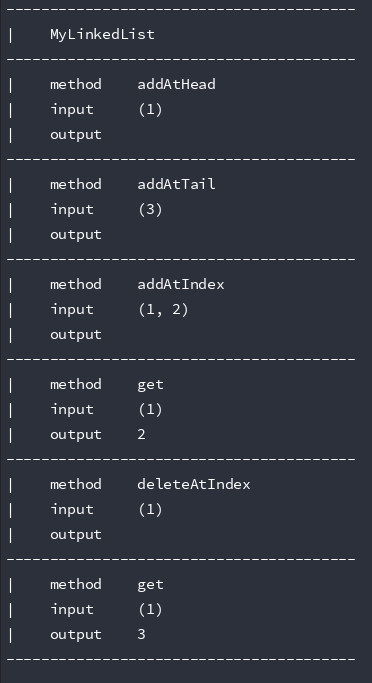 ----------------------------------------
|    MyLinkedList
----------------------------------------
|    method    addAtHead
|    input     (1)
|    output
----------------------------------------
|    method    addAtTail
|    input     (3)
|    output
----------------------------------------
|    method    addAtIndex
|    input     (1, 2)
|    output
----------------------------------------
|    method    get
|    input     (1)
|    output    2
----------------------------------------
|    method    deleteAtIndex
|    input     (1)
|    output
----------------------------------------
|    method    get
|    input     (1)
|    output    3
----------------------------------------